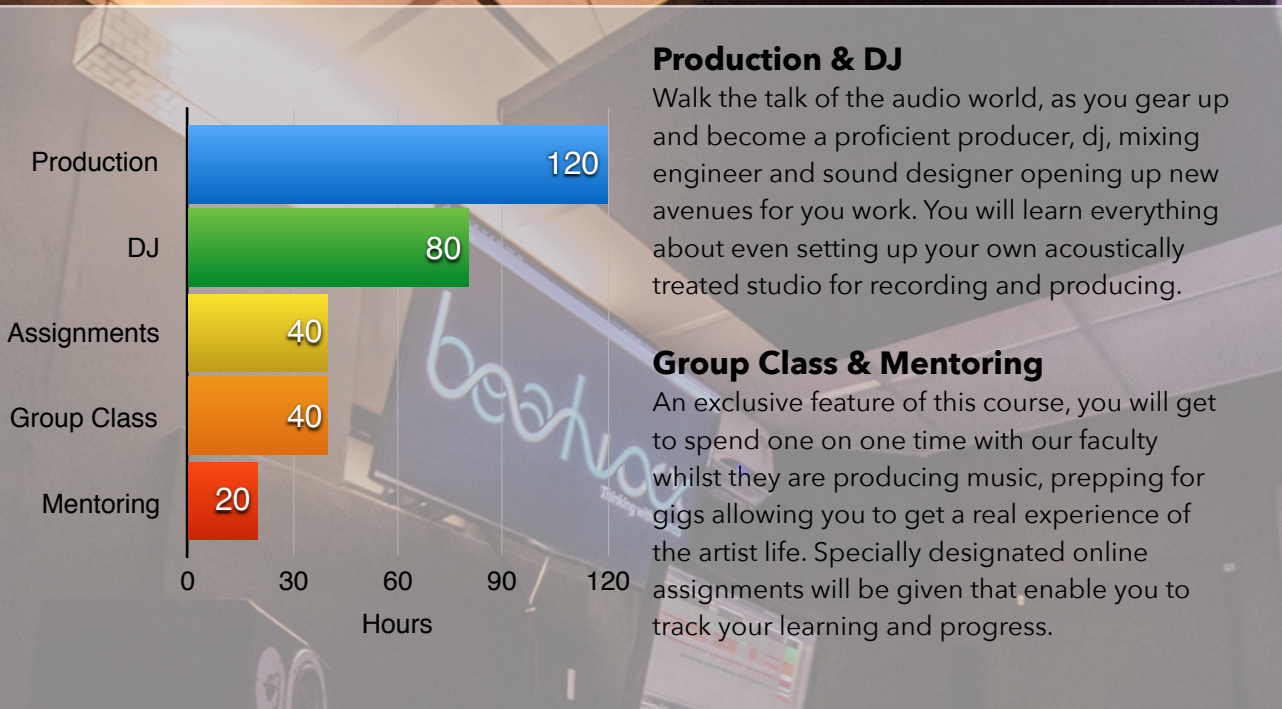 Production
120
DJ
80
Assignments
40
Group Class
40
Mentoring
20
0 30 60 90 120
Hours
Production & DJ
Walk the talk of the audio world, as you gear up
and become a proficient producer, dj, mixing
engineer and sound designer opening up new
avenues for you work. You will learn everything
about even setting up your own acoustically
treated studio for recording and producing.
Group Class & Mentoring
An exclusive feature of this course, you will get
to spend one on one time with our faculty
whilst they are producing music, prepping for
gigs allowing you to get a real experience of
the artist life. Specially designated online
assignments will be given that enable you to
track your learning and progress.
Thinking